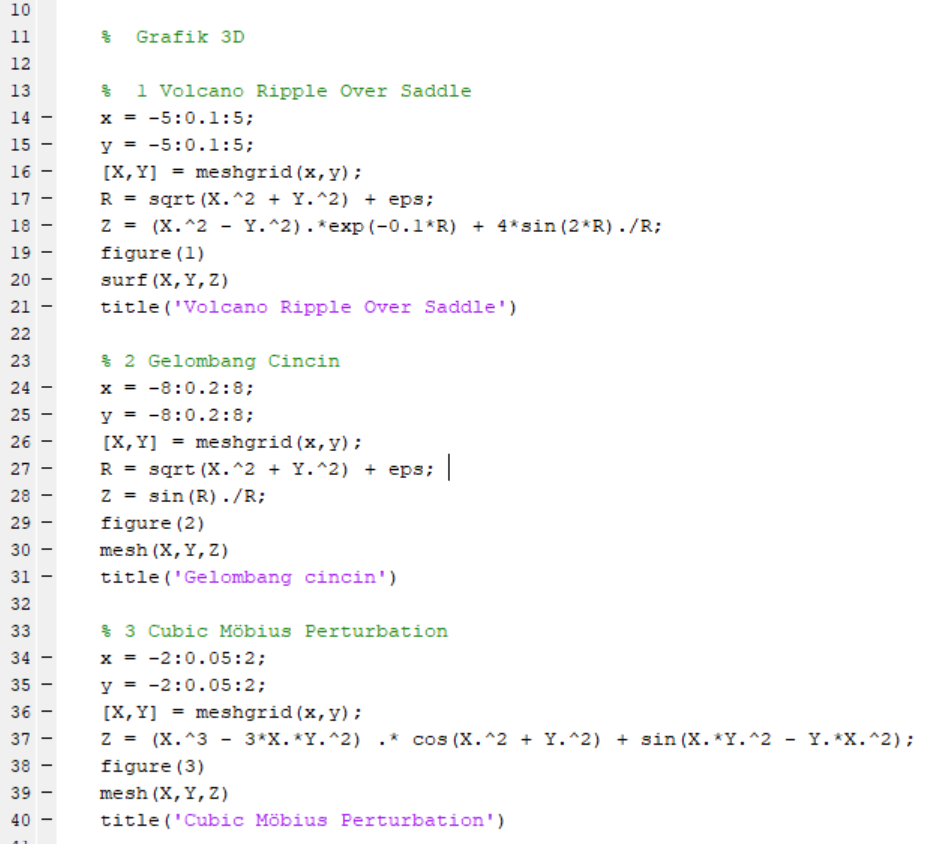 10
11 %  Grafik 3D
12
13 %  1 Volcano Ripple Over Saddle
14 - x = -5:0.1:5;
15 - y = -5:0.1:5;
16 - [X,Y] = meshgrid(x,y);
17 - R = sqrt(X.^2 + Y.^2) + eps;
18 - Z = (X.^2 - Y.^2).*exp(-0.1*R) + 4*sin(2*R)./R;
19 - figure(1)
20 - surf(X,Y,Z)
21 - title('Volcano Ripple Over Saddle')
22
23 % 2 Gelombang Cincin
24 - x = -8:0.2:8;
25 - y = -8:0.2:8;
26 - [X,Y] = meshgrid(x,y);
27 - R = sqrt(X.^2 + Y.^2) + eps;
28 - Z = sin(R)./R;
29 - figure(2)
30 - mesh(X,Y,Z)
31 - title('Gelombang cincin')
32
33 % 3 Cubic Möbius Perturbation
34 - x = -2:0.05:2;
35 - y = -2:0.05:2;
36 - [X,Y] = meshgrid(x,y);
37 - Z = (X.^3 - 3*X.*Y.^2) .* cos(X.^2 + Y.^2) + sin(X.*Y.^2 - Y.*X.^2);
38 - figure(3)
39 - mesh(X,Y,Z)
40 - title('Cubic Möbius Perturbation')